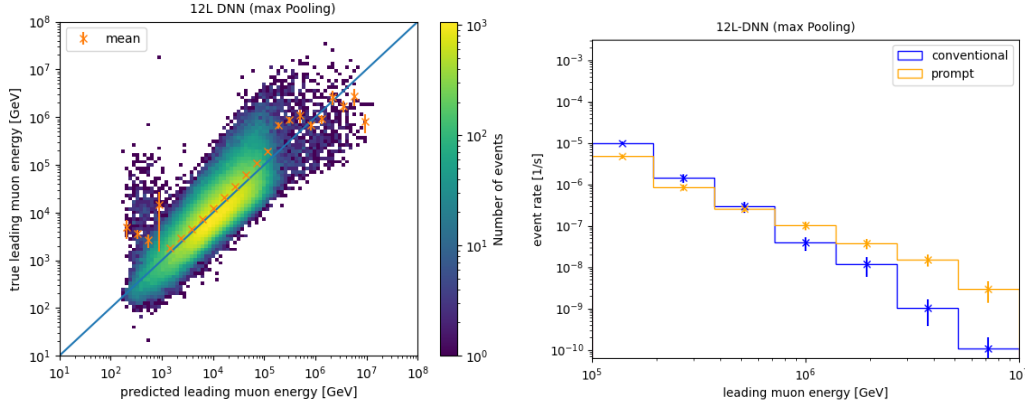 12L DNN (max Pooling)
mean
true leading muon energy [GeV]
10^8
10^7
10^6
10^5
10^4
10^3
10^2
10^1
10^1 10^2 10^3 10^4 10^5 10^6 10^7 10^8
predicted leading muon energy [GeV]
10^3
10^2
10^1
10^0
Number of events
12L-DNN (max Pooling)
conventional
prompt
event rate [1/s]
10^-3
10^-4
10^-5
10^-6
10^-7
10^-8
10^-9
10^-10
10^5 10^6 10^7
leading muon energy [GeV]